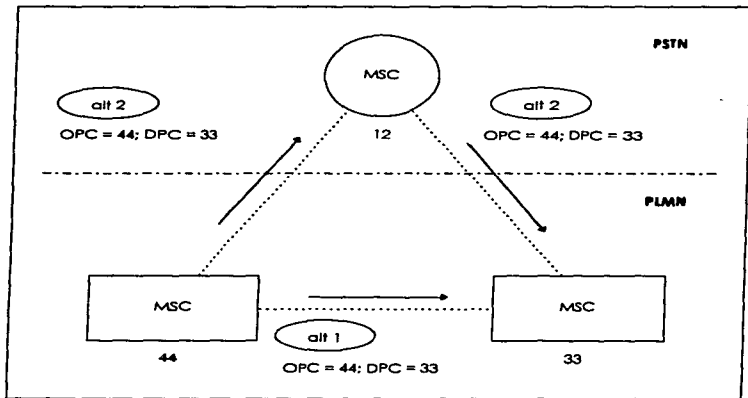 PSTN
MSC
alt 2
alt 2
OPC = 44; DPC = 33
12
OPC = 44; DPC = 33
PLMN
MSC
MSC
alt 1
44
33
OPC = 44; DPC = 33